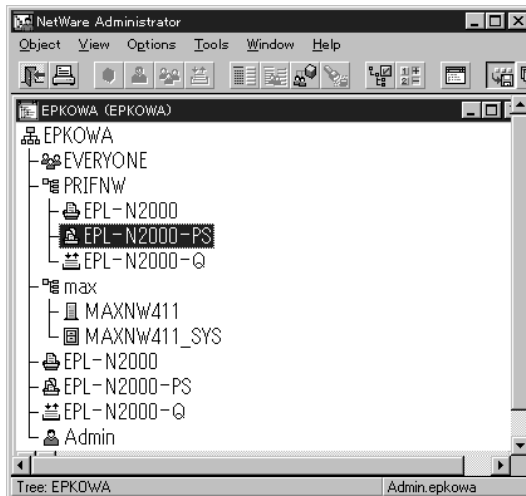 NetWare Administrator
Object View Options Tools Window Help
EPKOWA (EPKOWA)
EPKOWA
EVERYONE
PRIFNW
EPL-N2000
EPL-N2000-PS
EPL-N2000-Q
max
MAXNW411
MAXNW411_SYS
EPL-N2000
EPL-N2000-PS
EPL-N2000-Q
Admin
Tree: EPKOWA Admin.epkowa